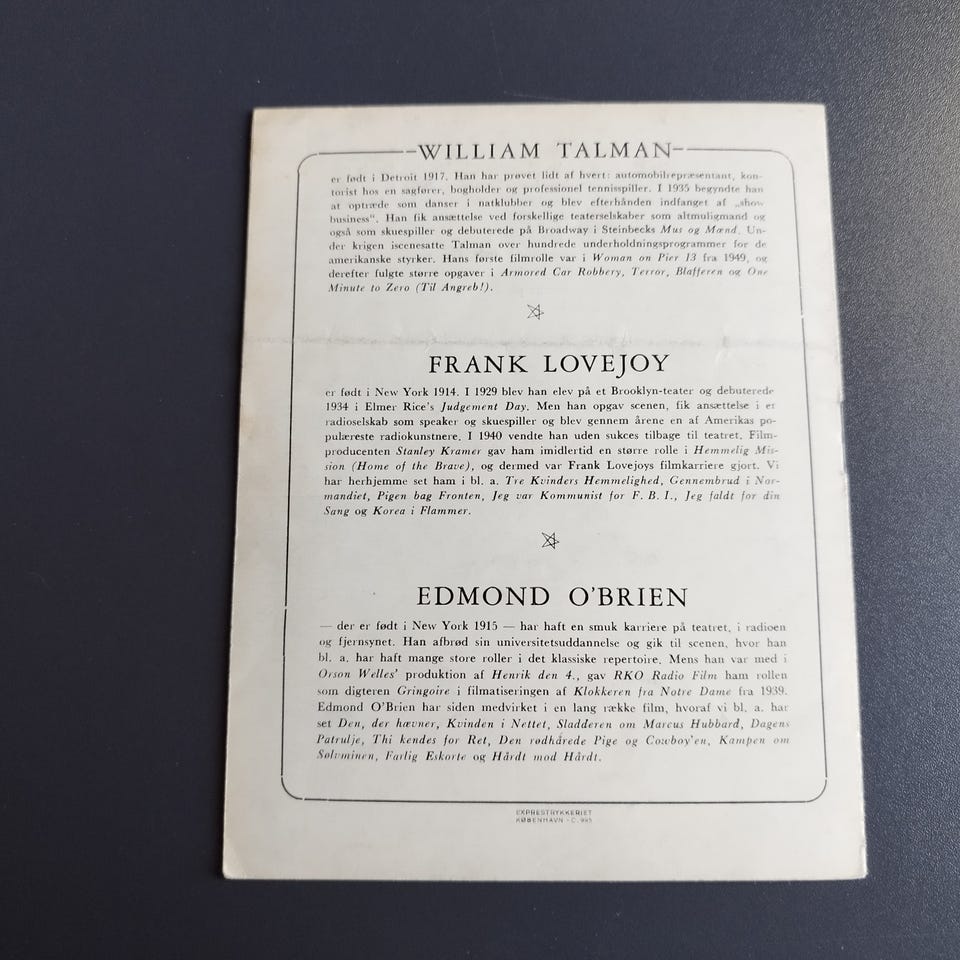 WILLIAM TALMAN
er født i Detroit 1917. Han har prøvet lidt af hvert: automobilrepræsentant, kon-
torist hos en sagfører, bogholder og professionel tennisspiller. I 1935 begyndte han
at optræde som danser i natklubber og blev efterhånden indfanget af „show
business“. Han fik ansættelse ved forskellige teaterselskaber som altmuligmand og
også som skuespiller og debuterede på Broadway i Steinbecks Mus og Mænd. Un-
der krigen iscenesatte Talman over hundrede underholdningsprogrammer for de
amerikanske styrker. Hans første filmrolle var i Woman on Pier 13 fra 1949, og
derefter fulgte større opgaver i Armored Car Robbery, Terror, Blafferen og One
Minute to Zero (Til Angreb!).
FRANK LOVEJOY
er født i New York 1914. I 1929 blev han elev på et Brooklyn-teater og debuterede
1934 i Elmer Rice's Judgement Day. Men han opgav scenen, fik ansættelse i et
radioselskab som speaker og skuespiller og blev gennem årene en af Amerikas po-
pulæreste radiokunstnere. I 1940 vendte han uden sukces tilbage til teatret. Film-
producenten Stanley Kramer gav ham imidlertid en større rolle i Hemmelig Mis-
sion (Home of the Brave), og dermed var Frank Lovejoys filmkarriere gjort. Vi
har herhjemme set ham i bl. a. Tre Kvinders Hemmelighed, Gennembrud i Nor-
mandiet, Pigen bag Fronten, Jeg var Kommunist for F. B. I., Jeg faldt for din
Sang og Korea i Flammer.
EDMOND O'BRIEN
— der er født i New York 1915 — har haft en smuk karriere på teatret, i radioen
og fjernsynet. Han afbrød sin universitetsuddannelse og gik til scenen, hvor han
bl. a. har haft mange store roller i det klassiske repertoire. Mens han var med i
Orson Welles' produktion af Henrik den 4., gav RKO Radio Film ham rollen
som digteren Gringoire i filmatiseringen af Klokkeren fra Notre Dame fra 1939.
Edmond O'Brien har siden medvirket i en lang række film, hvoraf vi bl. a. har
set Den, der hævner, Kvinden i Nettet, Sladderen om Marcus Hubbard, Dagens
Patrulje, Thi kendes for Ret, Den rødhårede Pige og Cowboy'en, Kampen om
Sølvminen, Farlig Eskorte og Hårdt mod Hårdt.
EXPRESTRYKKERIET
KØBENHAVN - C. 995